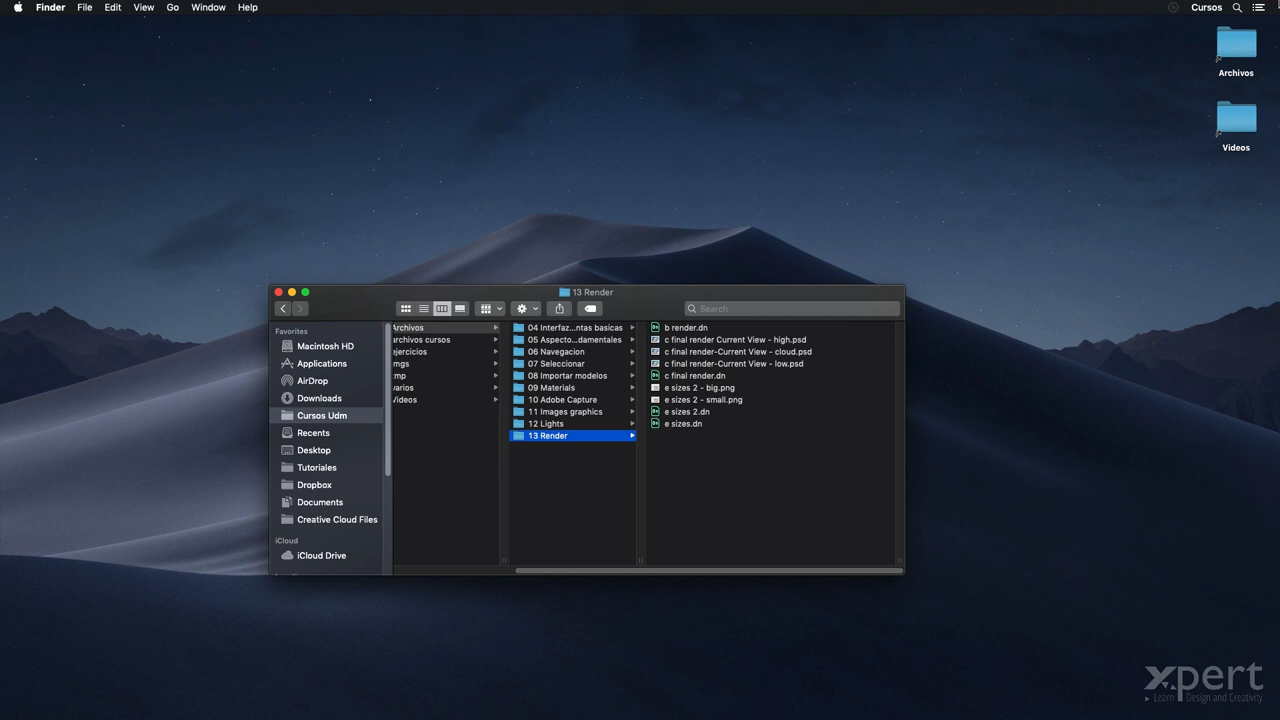 Finder File Edit View Go Window Help
Cursos
Archivos
Videos
13 Render
Search
Favorites
Macintosh HD
Applications
AirDrop
Downloads
Cursos Udm
Recents
Desktop
Tutoriales
Dropbox
Documents
Creative Cloud Files
iCloud
iCloud Drive
Archivos
archivos cursos
ejercicios
mgs
tmp
varios
Videos
04 Interfaz...ntas basicas
05 Aspecto...damentales
06 Navegacion
07 Seleccionar
08 Importar modelos
09 Materials
10 Adobe Capture
11 Images graphics
12 Lights
13 Render
b render.dn
c final render Current View - high.psd
c final render-Current View - cloud.psd
c final render-Current View - low.psd
c final render.dn
e sizes 2 - big.png
e sizes 2 - small.png
e sizes 2.dn
e sizes.dn
xpert
Learn Design and Creativity